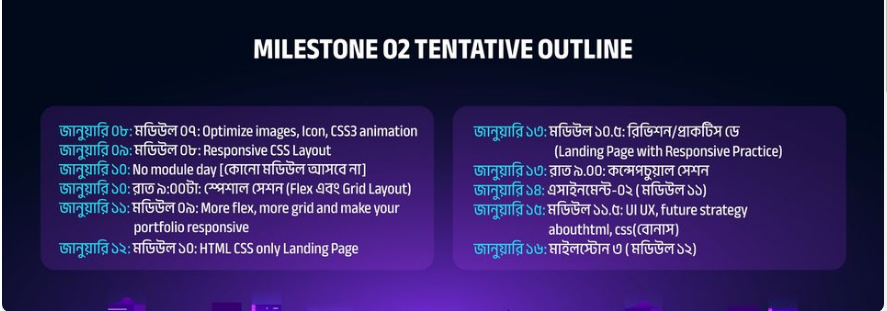 MILESTONE 02 TENTATIVE OUTLINE
জানুয়ারি ০৮: মডিউল ০৭: Optimize images, Icon, CSS3 animation
জানুয়ারি ০৯: মডিউল ০৮: Responsive CSS Layout
জানুয়ারি ১০: No module day [কোনো মডিউল আসবে না]
জানুয়ারি ১০: রাত ৯:০০টা: স্পেশাল সেশন (Flex এবং Grid Layout)
জানুয়ারি ১১: মডিউল ০৯: More flex, more grid and make your
portfolio responsive
জানুয়ারি ১২: মডিউল ১০: HTML CSS only Landing Page
জানুয়ারি ১৩: মডিউল ১০.৫: রিভিশন/প্রাকটিস ডে
(Landing Page with Responsive Practice)
জানুয়ারি ১৩: রাত ৯.০০: কন্সেপচুয়াল সেশন
জানুয়ারি ১৪: এসাইনমেন্ট-০২ ( মডিউল ১১)
জানুয়ারি ১৫: মডিউল ১১.৫: UI UX, future strategy
abouthtml, css((বোনাস)
জানুয়ারি ১৬: মাইলস্টোন ৩ ( মডিউল ১২)